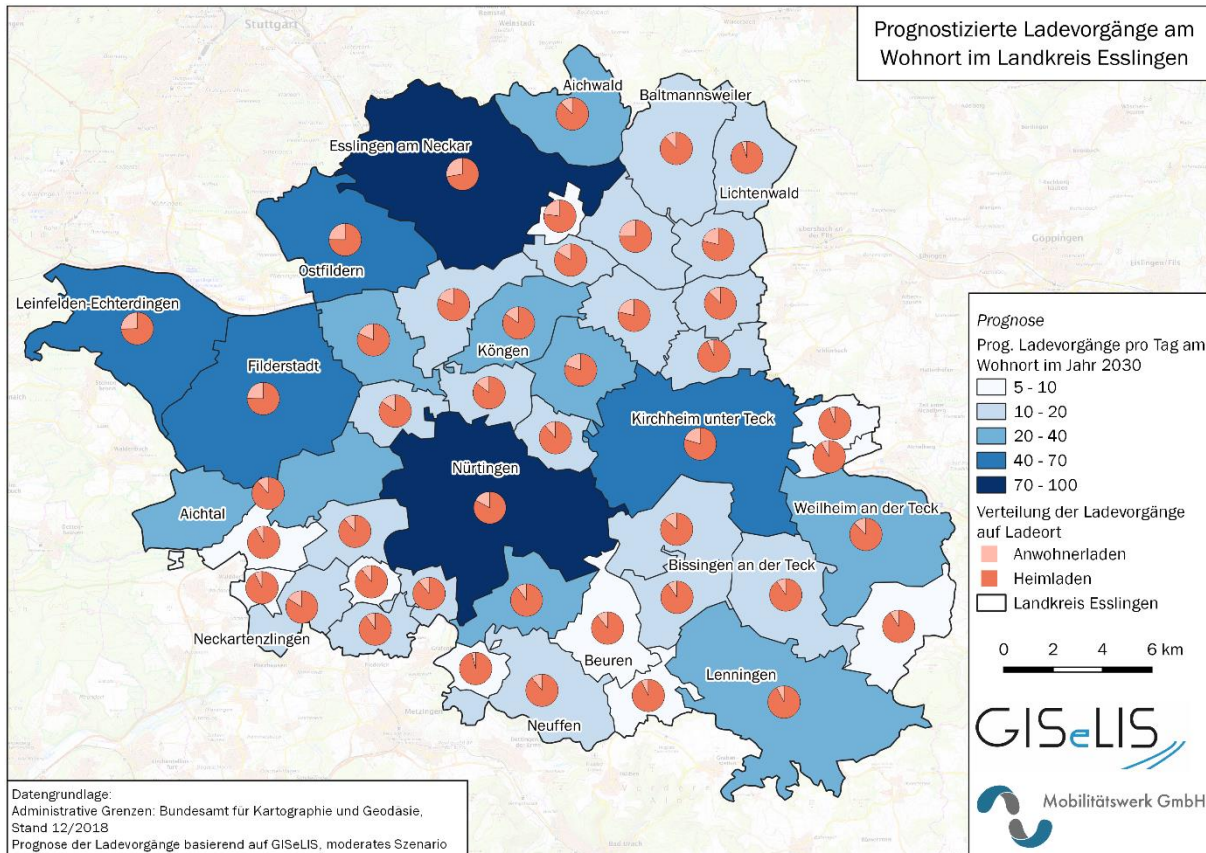 Prognostizierte Ladevorgänge am
Wohnort im Landkreis Esslingen
Stuttgart
Aichwald
Baltmannsweiler
Esslingen am Neckar
Lichtenwald
Göppingen
Ostfildern
Leinfelden-Echterdingen
Köngen
Filderstadt
Kirchheim unter Teck
Nürtingen
Aichtal
Weilheim an der Teck
Bissingen an der Teck
Neckartenzlingen
Beuren
Lenningen
Neuffen
Metzingen
Prognose
Prog. Ladevorgänge pro Tag am
Wohnort im Jahr 2030
5 - 10
10 - 20
20 - 40
40 - 70
70 - 100
Verteilung der Ladevorgänge
auf Ladeort
Anwohnerladen
Heimladen
Landkreis Esslingen
0 2 4 6 km
GISeLIS
Mobilitätswerk GmbH
Datengrundlage:
Administrative Grenzen: Bundesamt für Kartographie und Geodäsie,
Stand 12/2018
Prognose der Ladevorgänge basierend auf GISeLIS, moderates Szenario